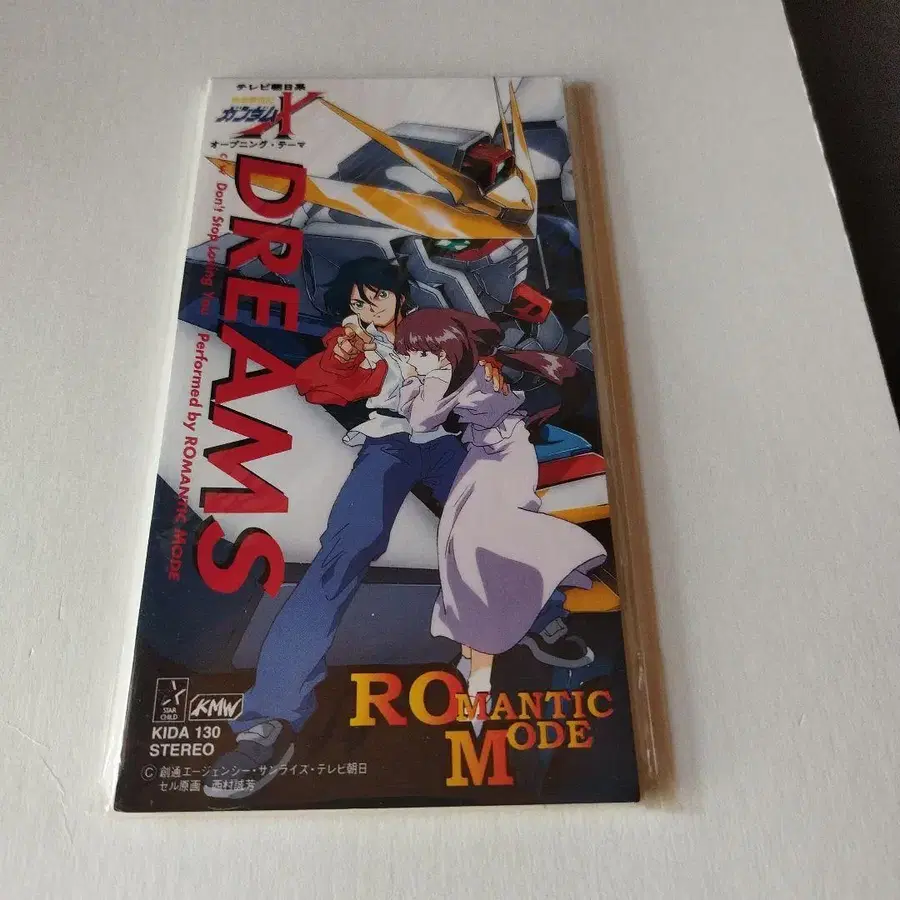 テレビ朝日系
ガンダムX
オープニング・テーマ
DREAMS
c/w Don't Stop Loving You Performed by ROMANTIC MODE
ROMANTIC
MODE
STAR
CHILD
KMW
KIDA 130
STEREO
© 創通エージェンシー・サンライズ・テレビ朝日
セル原画・西村誠芳